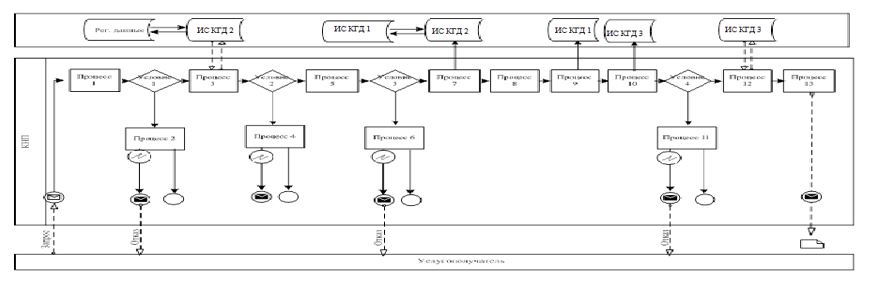 Рег. данные
ИС КГД 2
ИС КГД 1
ИС КГД 2
ИС КГД 1
ИС КГД 3
ИС КГД 3
КНП
Процесс
1
Условие
1
Процесс
3
Условие
2
Процесс
5
Условие
3
Процесс
7
Процесс
8
Процесс
9
Процесс
10
Условие
4
Процесс
12
Процесс
13
Процесс 2
Процесс 4
Процесс 6
Процесс 11
Запрос
Отказ
Отказ
Отказ
Услугополучатель